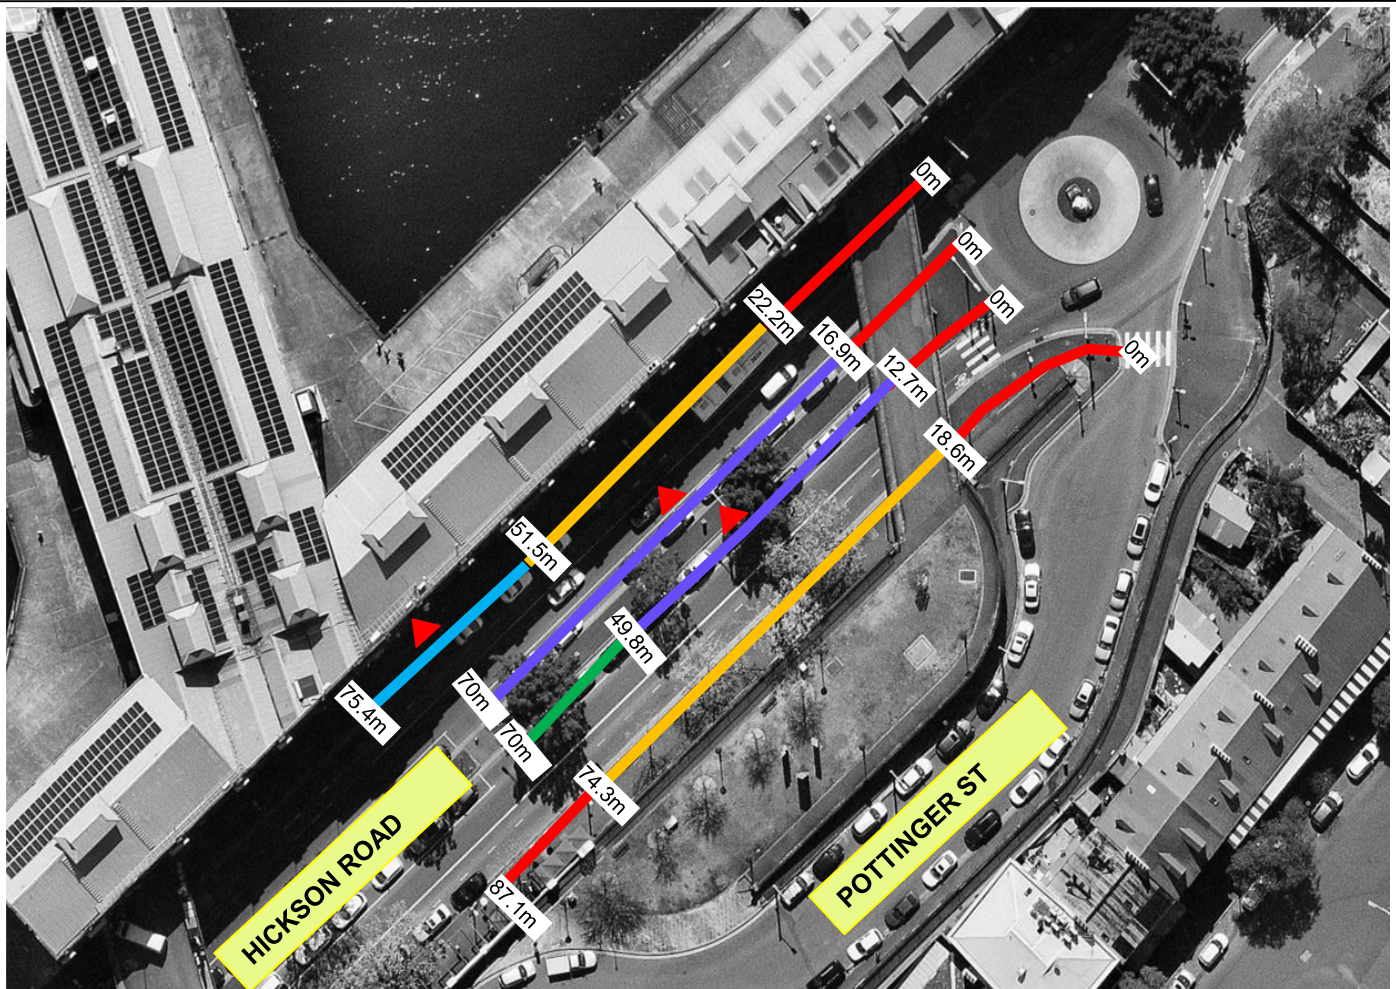 0m
0m
0m
22.2m
16.9m
0m
12.7m
18.6m
51.5m
49.8m
70m
75.4m
70m
74.3m
87.1m
HICKSON ROAD
POTTINGER ST